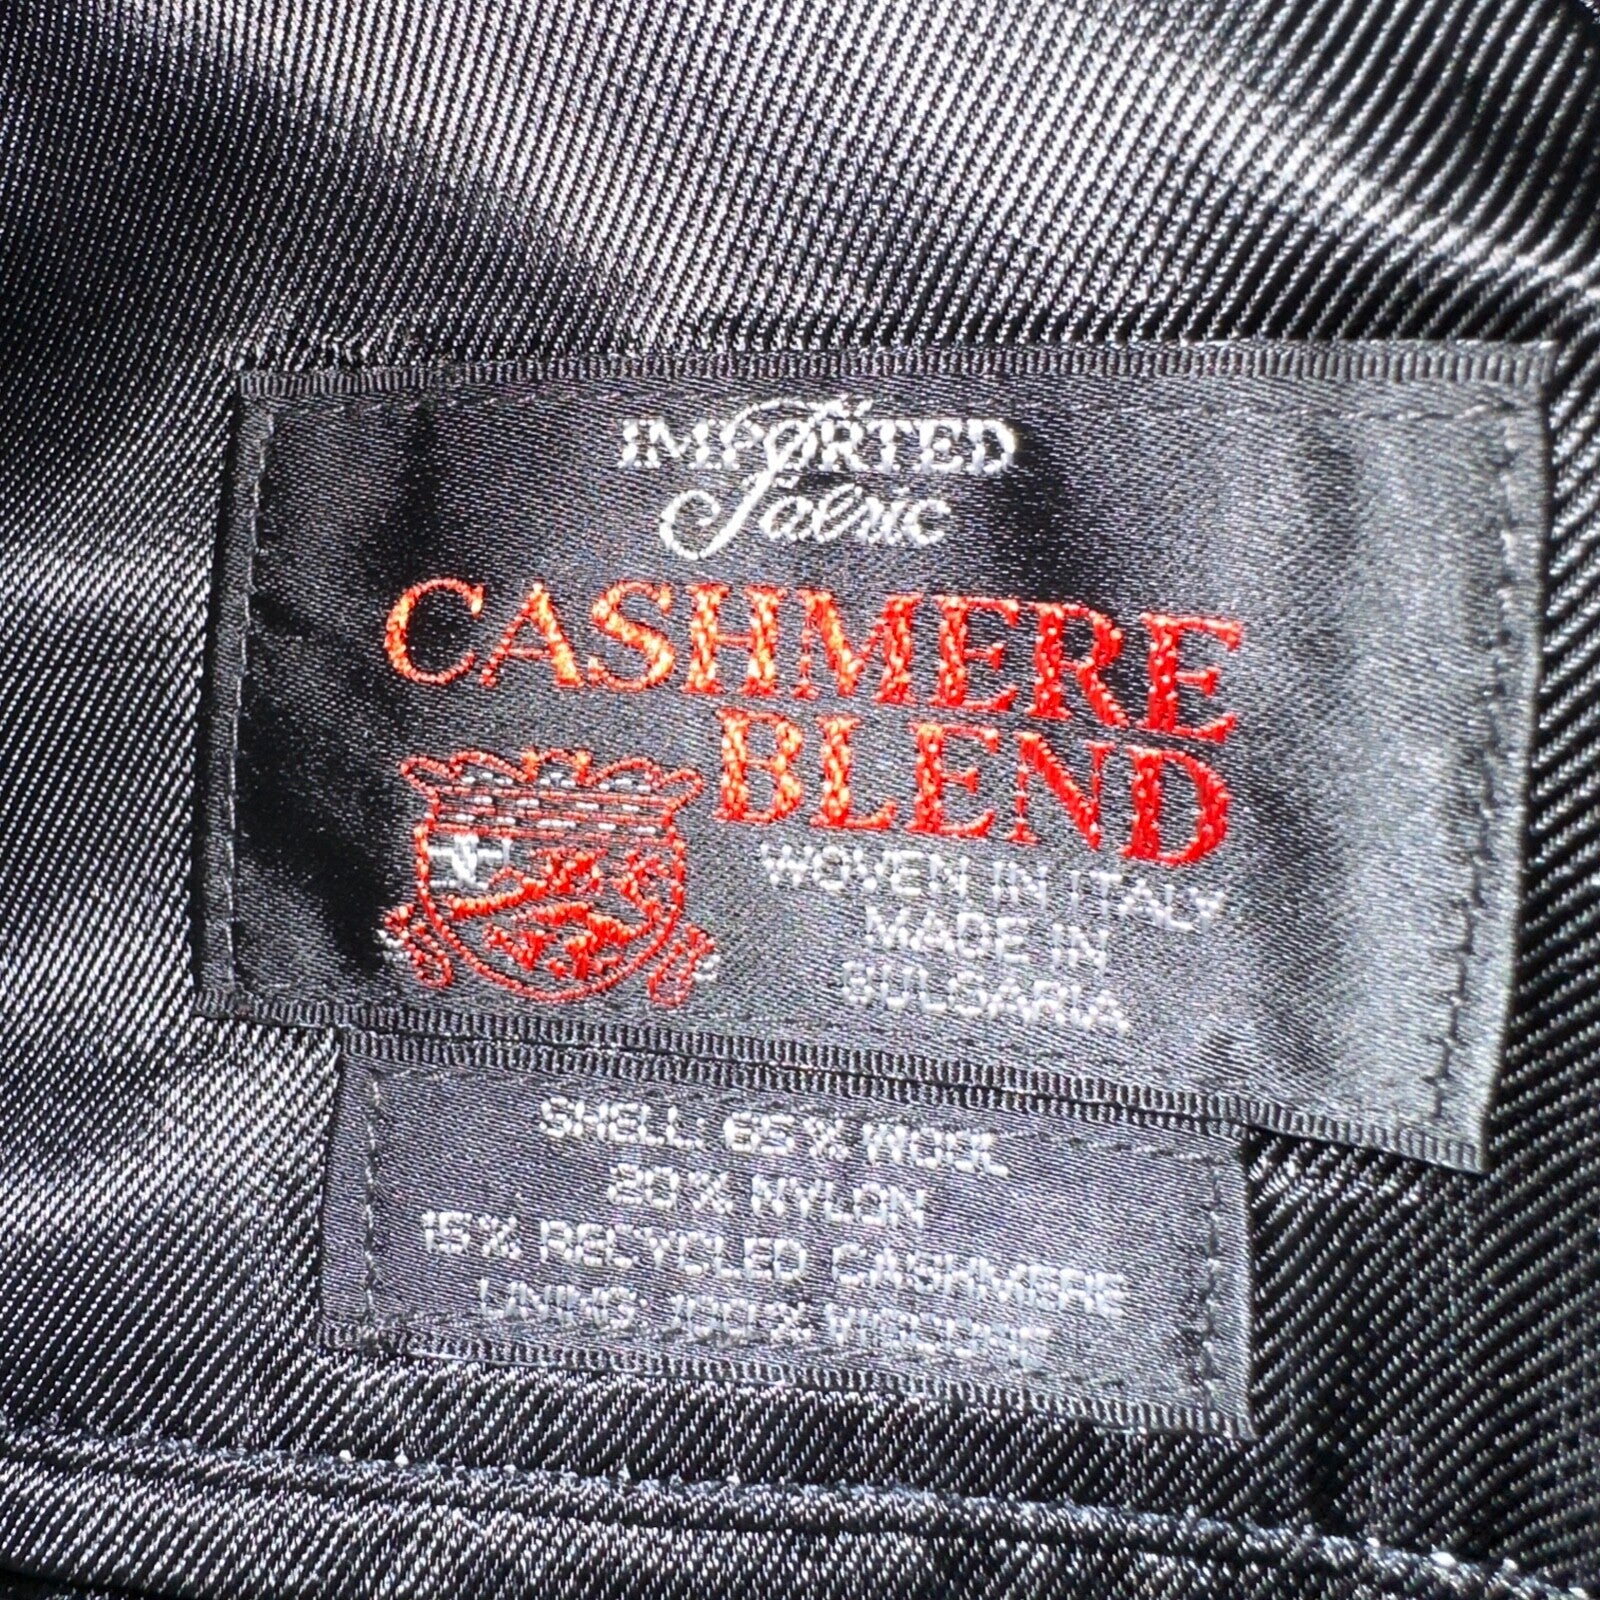 IMPORTED
Fabric
CASHMERE
BLEND
WOVEN IN ITALY
MADE IN
BULGARIA
SHELL: 65% WOOL
20% NYLON
15% RECYCLED CASHMERE
LINING: 100% VISCOSE